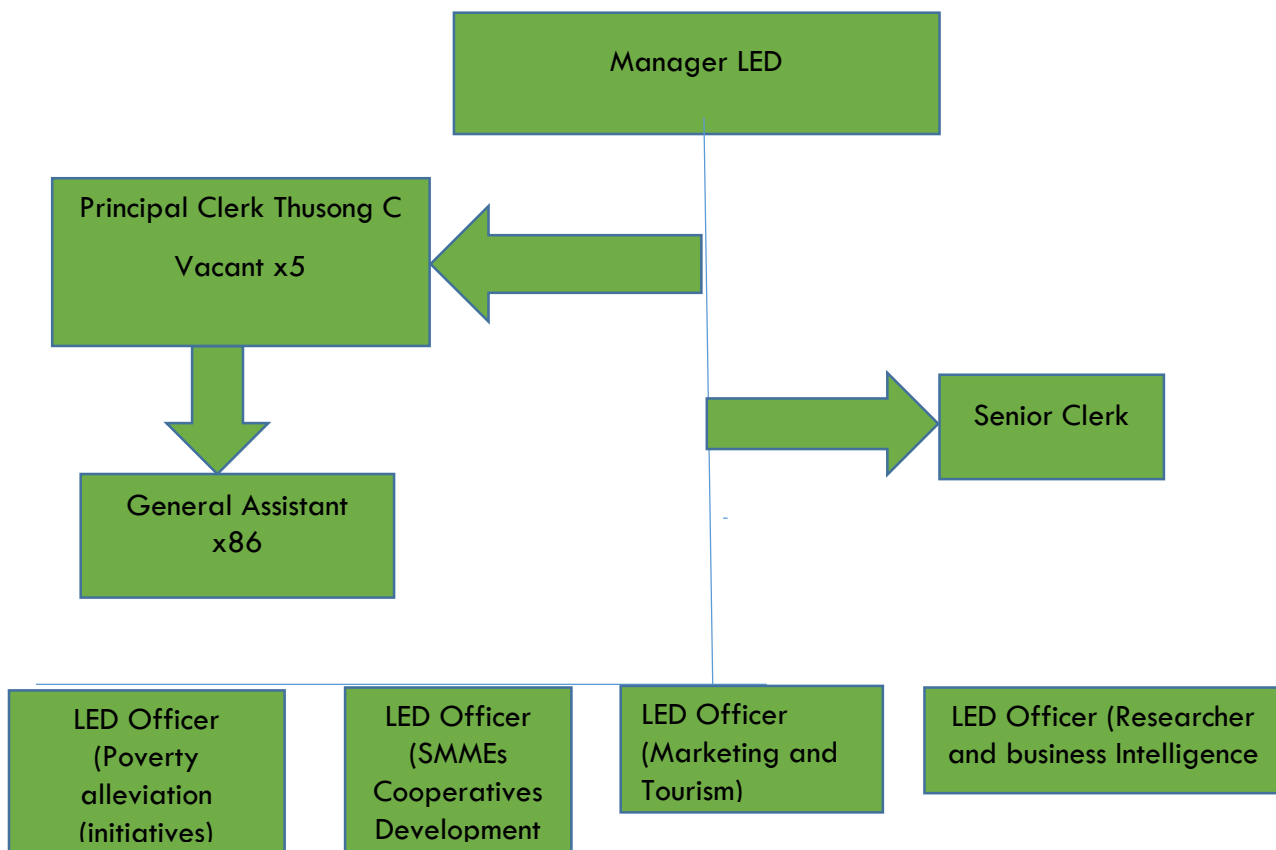 Manager LED
Principal Clerk Thusong C
Vacant x5
Senior Clerk
General Assistant
x86
LED Officer
(Poverty
alleviation
(initiatives)
LED Officer
(SMMEs
Cooperatives
Development
LED Officer
(Marketing and
Tourism)
LED Officer (Researcher
and business Intelligence